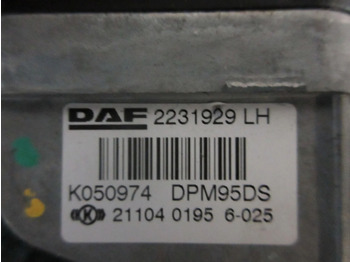 DAF 2231929 LH
K050974 DPM95DS
K 21104 0195 6-025